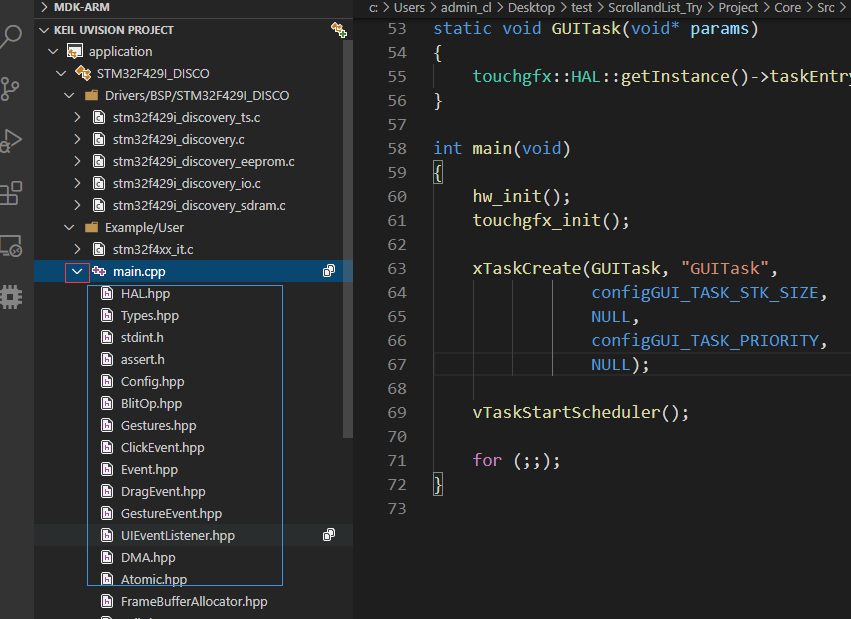 MDK-ARM
KEIL UVISION PROJECT
application
STM32F429I_DISCO
Drivers/BSP/STM32F429I_DISCO
stm32f429i_discovery_ts.c
stm32f429i_discovery.c
stm32f429i_discovery_eeprom.c
stm32f429i_discovery_io.c
stm32f429i_discovery_sdram.c
Example/User
stm32f4xx_it.c
main.cpp
HAL.hpp
Types.hpp
stdint.h
assert.h
Config.hpp
BlitOp.hpp
Gestures.hpp
ClickEvent.hpp
Event.hpp
DragEvent.hpp
GestureEvent.hpp
UIEventListener.hpp
DMA.hpp
Atomic.hpp
FrameBufferAllocator.hpp
c: > Users > admin_cl > Desktop > test > ScrollandList_Try > Project > Core > Src >
53 static void GUITask(void* params)
54 {
55 touchgfx::HAL::getInstance()->taskEntry
56 }
57
58 int main(void)
59 {
60 hw_init();
61 touchgfx_init();
62
63 xTaskCreate(GUITask, "GUITask",
64 configGUI_TASK_STK_SIZE,
65 NULL,
66 configGUI_TASK_PRIORITY,
67 NULL);
68
69 vTaskStartScheduler();
70
71 for (;;);
72 }
73